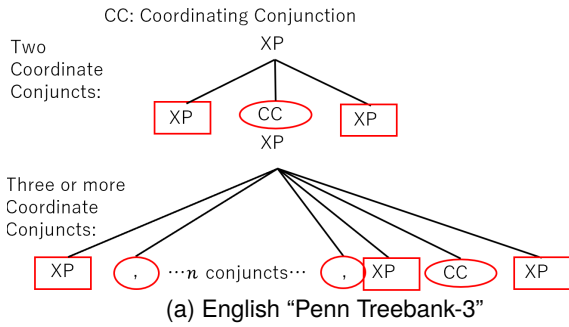 CC: Coordinating Conjunction
XP
Two
Coordinate
Conjuncts:
XP CC XP
XP
Three or more
Coordinate
Conjuncts:
XP , …n conjuncts… , XP CC XP
(a) English “Penn Treebank-3”